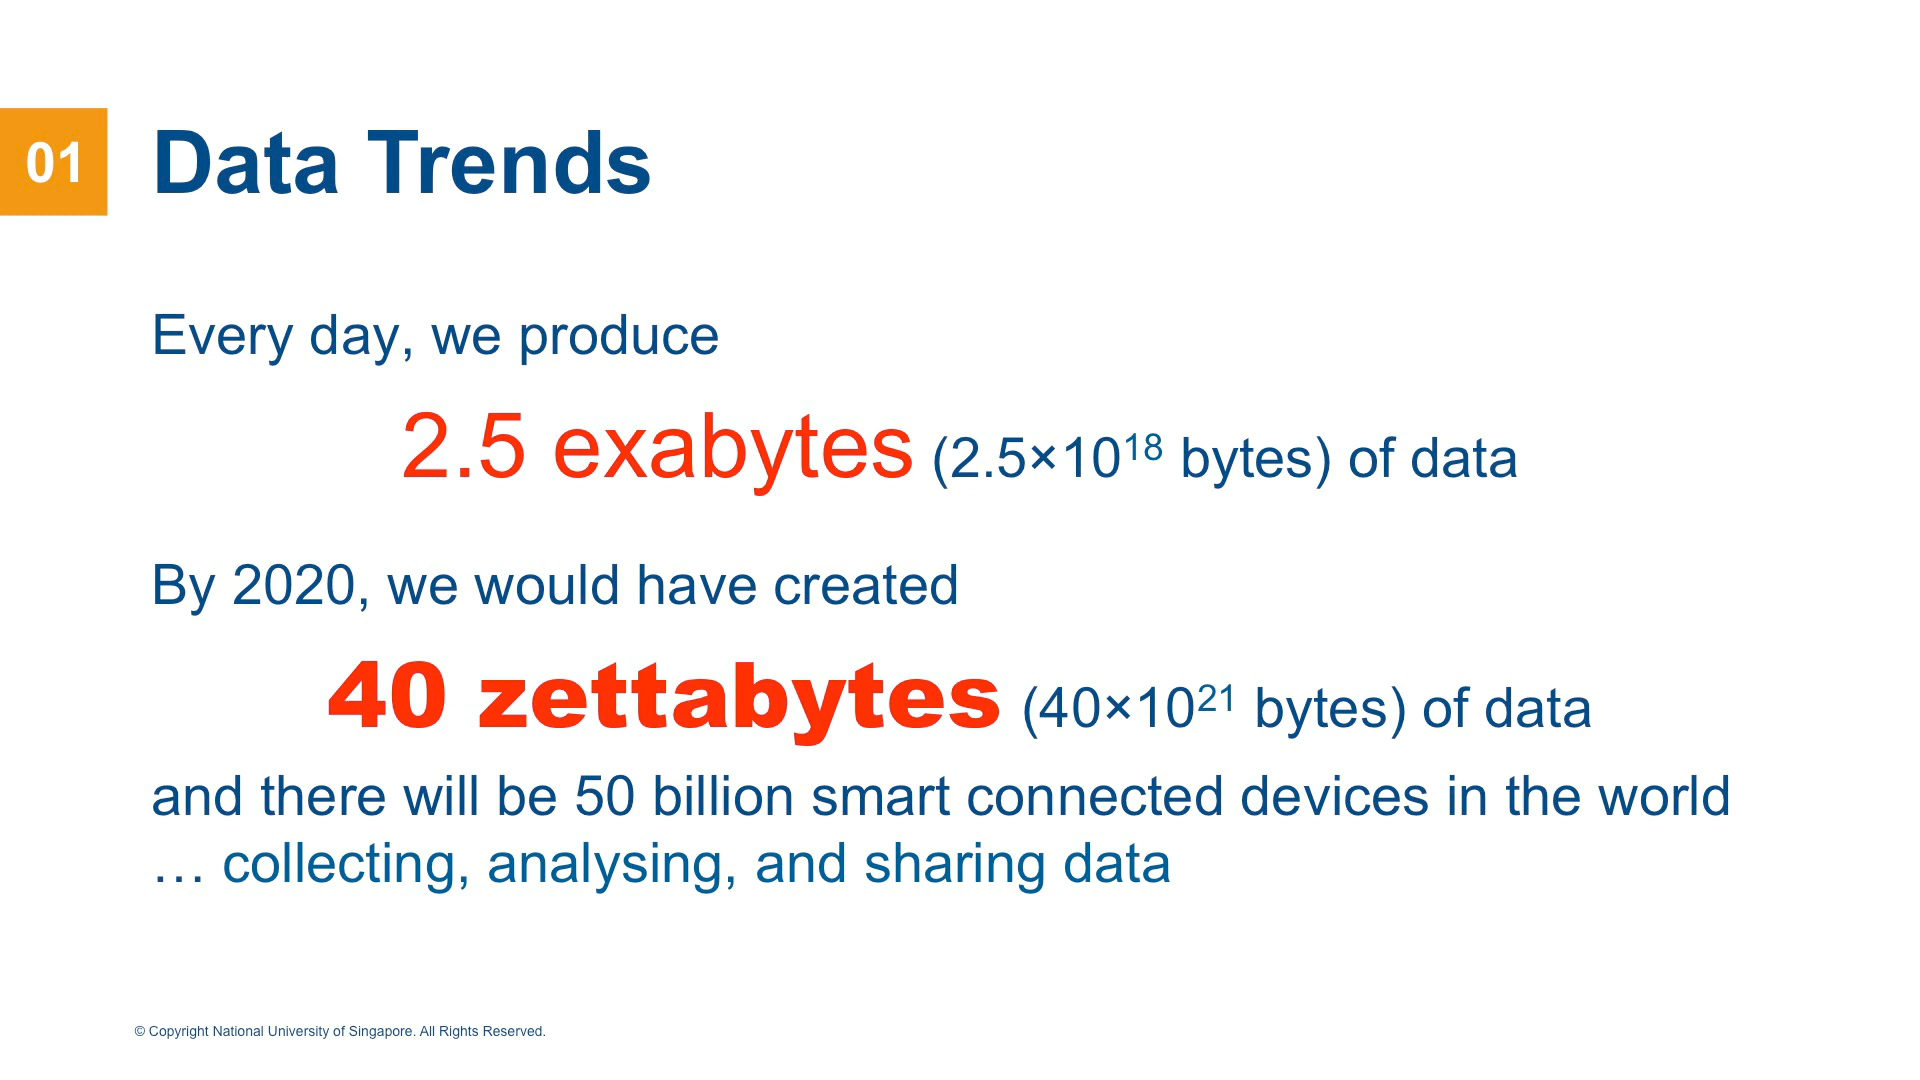 01
Data Trends
Every day, we produce
2.5 exabytes (2.5×10¹⁸ bytes) of data
By 2020, we would have created
40 zettabytes (40×10²¹ bytes) of data
and there will be 50 billion smart connected devices in the world
… collecting, analysing, and sharing data
© Copyright National University of Singapore. All Rights Reserved.